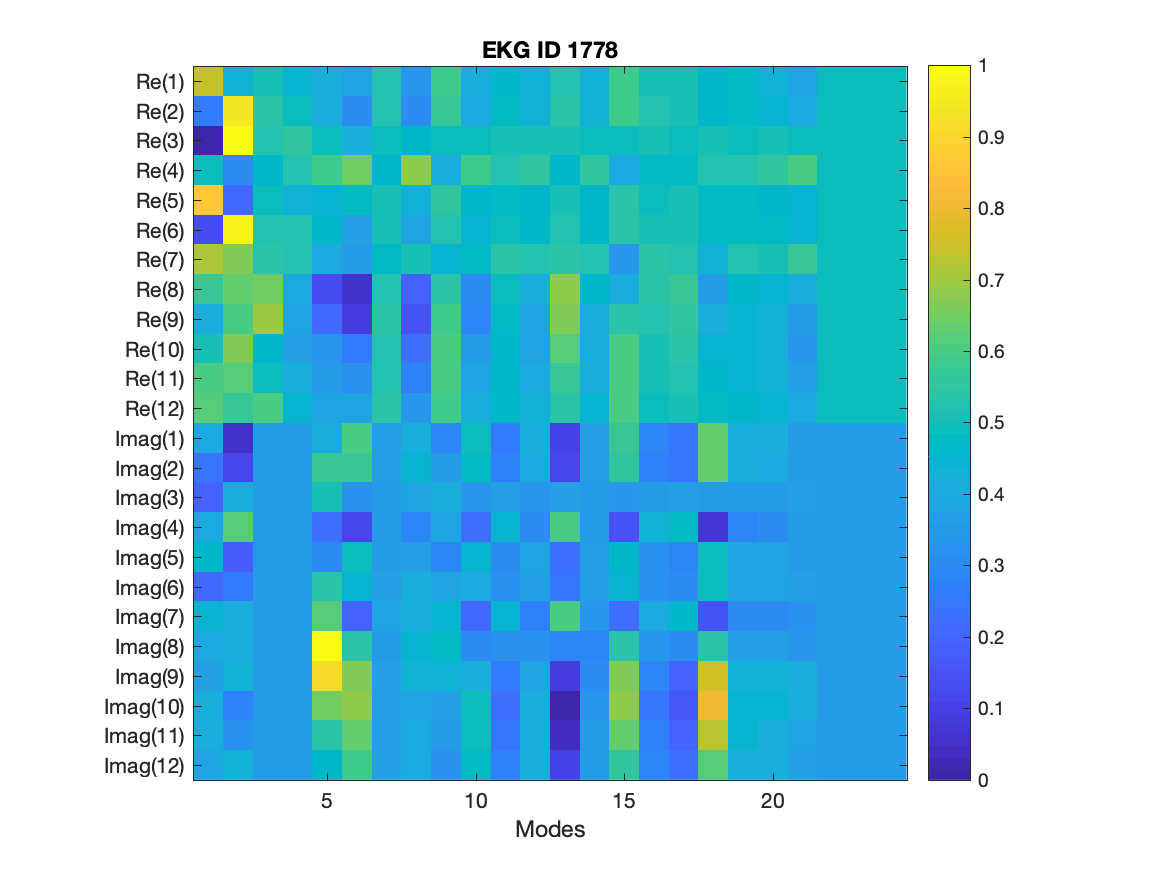 EKG ID 1778
Re(1)
Re(2)
Re(3)
Re(4)
Re(5)
Re(6)
Re(7)
Re(8)
Re(9)
Re(10)
Re(11)
Re(12)
Imag(1)
Imag(2)
Imag(3)
Imag(4)
Imag(5)
Imag(6)
Imag(7)
Imag(8)
Imag(9)
Imag(10)
Imag(11)
Imag(12)
5 10 15 20
Modes
1
0.9
0.8
0.7
0.6
0.5
0.4
0.3
0.2
0.1
0